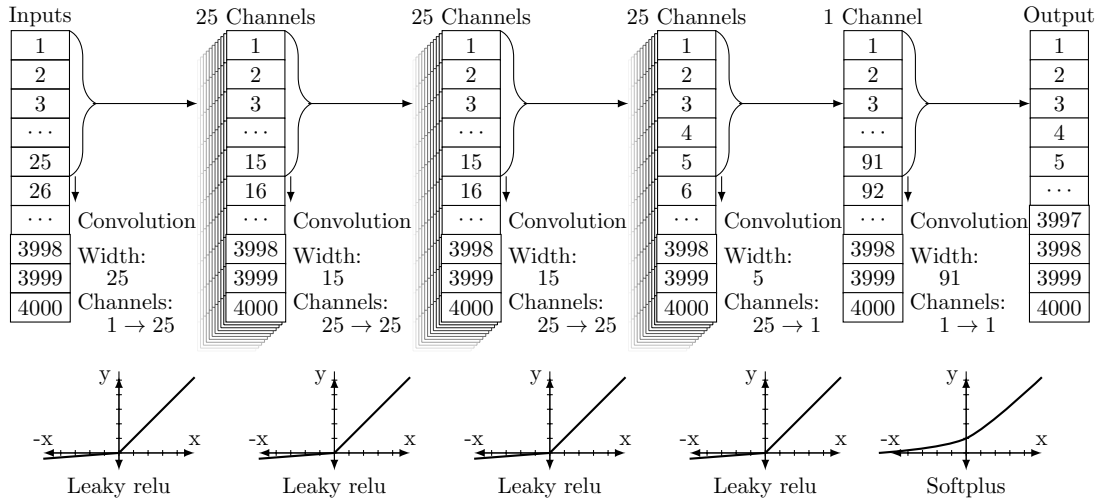 Inputs
1
2
3
···
25
26
···
3998
3999
4000
Convolution
Width:
25
Channels:
1 → 25
25 Channels
1
2
3
···
15
16
···
3998
3999
4000
Convolution
Width:
15
Channels:
25 → 25
25 Channels
1
2
3
···
15
16
···
3998
3999
4000
Convolution
Width:
15
Channels:
25 → 25
25 Channels
1
2
3
4
5
6
···
3998
3999
4000
Convolution
Width:
5
Channels:
25 → 1
1 Channel
1
2
3
···
91
92
···
3998
3999
4000
Convolution
Width:
91
Channels:
1 → 1
Output
1
2
3
4
5
···
3997
3998
3999
4000
y
-x x
Leaky relu
y
-x x
Leaky relu
y
-x x
Leaky relu
y
-x x
Leaky relu
y
-x x
Softplus